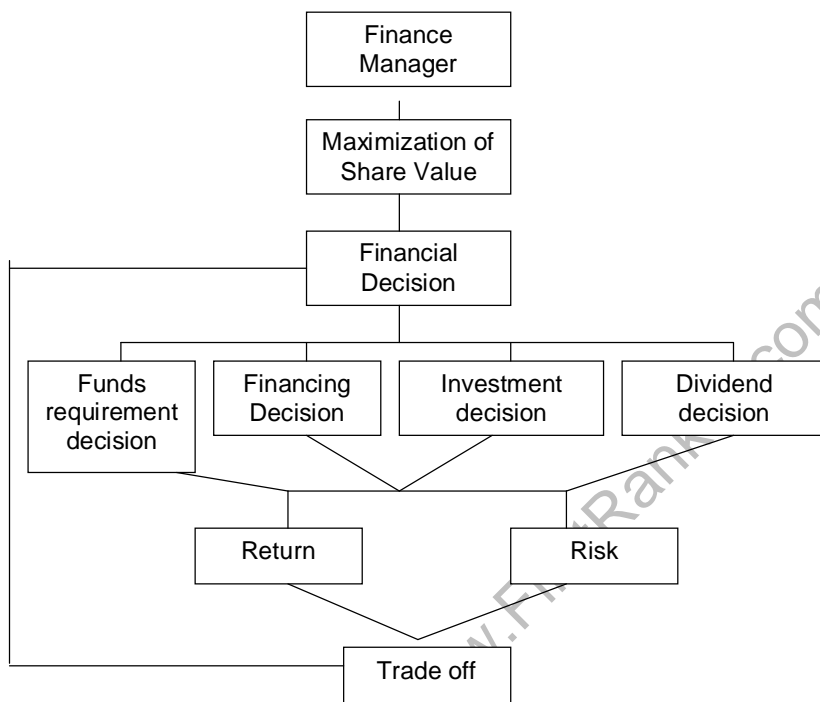 Finance
Manager
Maximization of
Share Value
Financial
Decision
Funds
requirement
decision
Financing
Decision
Investment
decision
Dividend
decision
Return
Risk
Trade off